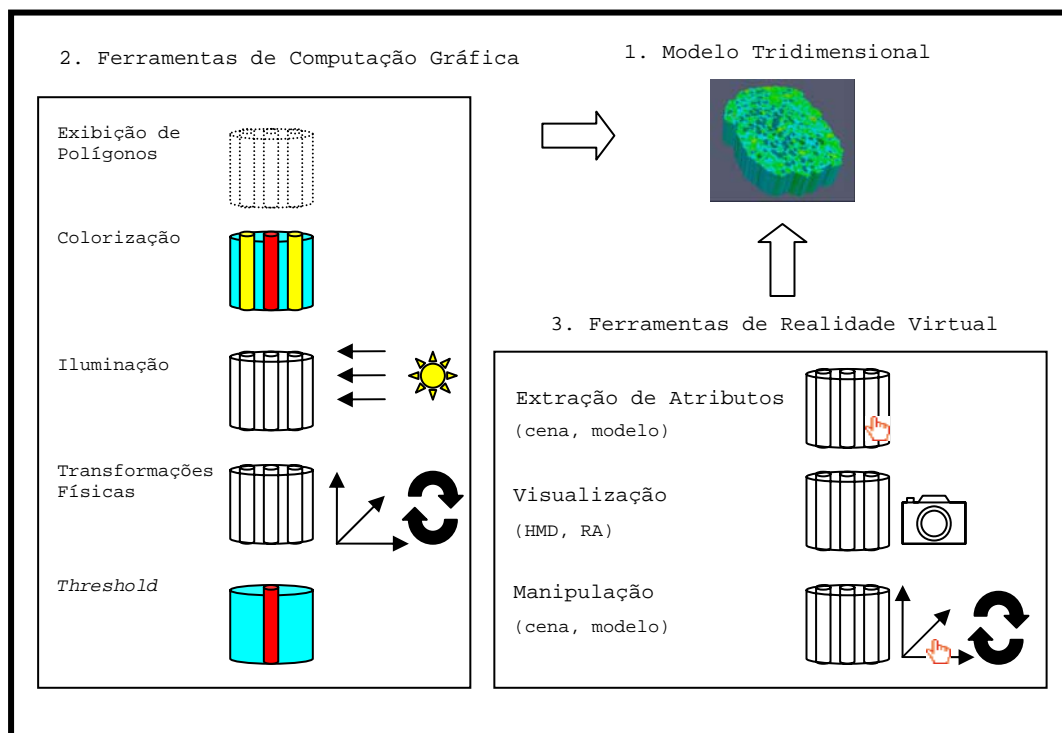 2. Ferramentas de Computação Gráfica
1. Modelo Tridimensional
Exibição de
Polígonos
Colorização
Iluminação
Transformações
Físicas
Threshold
3. Ferramentas de Realidade Virtual
Extração de Atributos
(cena, modelo)
Visualização
(HMD, RA)
Manipulação
(cena, modelo)